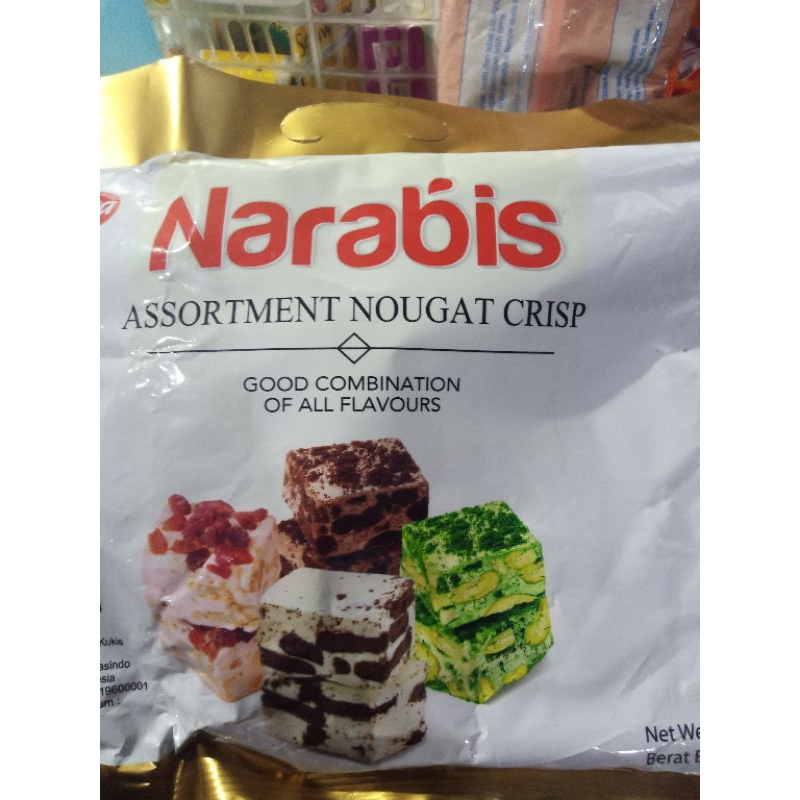 Narabis
ASSORTMENT NOUGAT CRISP
GOOD COMBINATION
OF ALL FLAVOURS
Kukis
asindo
sia
19600001
um :
Net We
Berat B